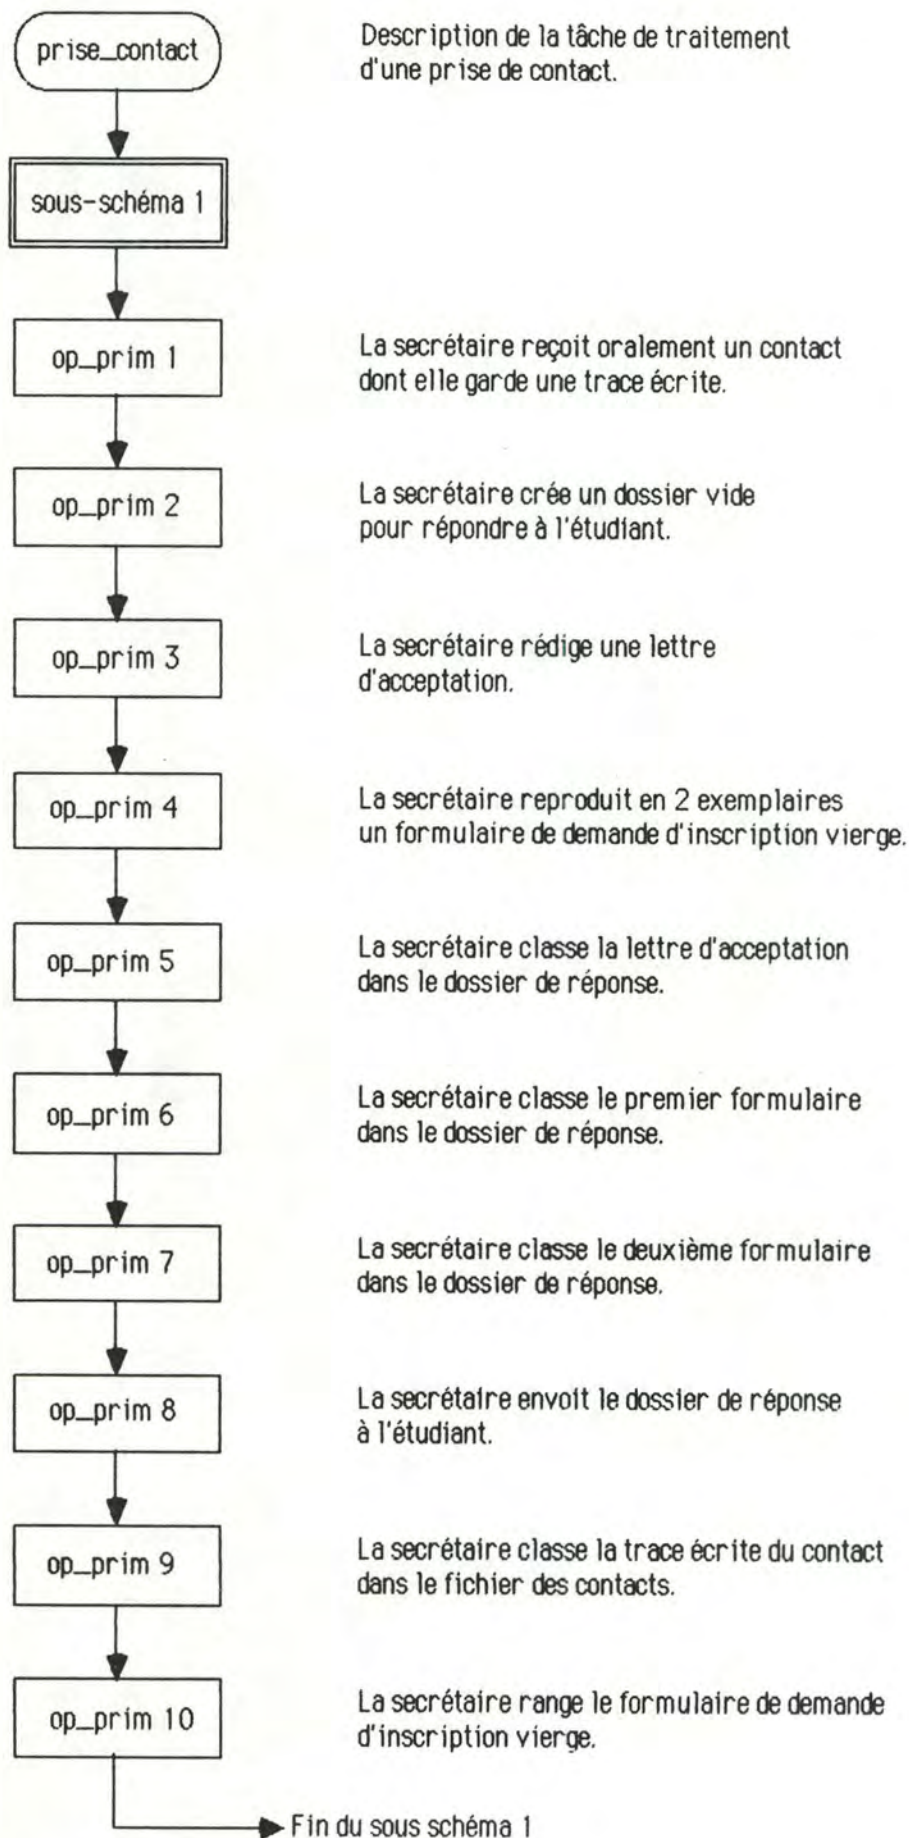 prise_contact
Description de la tâche de traitement
d'une prise de contact.
sous-schéma 1
op_prim 1
La secrétaire reçoit oralement un contact
dont elle garde une trace écrite.
op_prim 2
La secrétaire crée un dossier vide
pour répondre à l'étudiant.
op_prim 3
La secrétaire rédige une lettre
d'acceptation.
op_prim 4
La secrétaire reproduit en 2 exemplaires
un formulaire de demande d'inscription vierge.
op_prim 5
La secrétaire classe la lettre d'acceptation
dans le dossier de réponse.
op_prim 6
La secrétaire classe le premier formulaire
dans le dossier de réponse.
op_prim 7
La secrétaire classe le deuxième formulaire
dans le dossier de réponse.
op_prim 8
La secrétaire envoit le dossier de réponse
à l'étudiant.
op_prim 9
La secrétaire classe la trace écrite du contact
dans le fichier des contacts.
op_prim 10
La secrétaire range le formulaire de demande
d'inscription vierge.
Fin du sous schéma 1